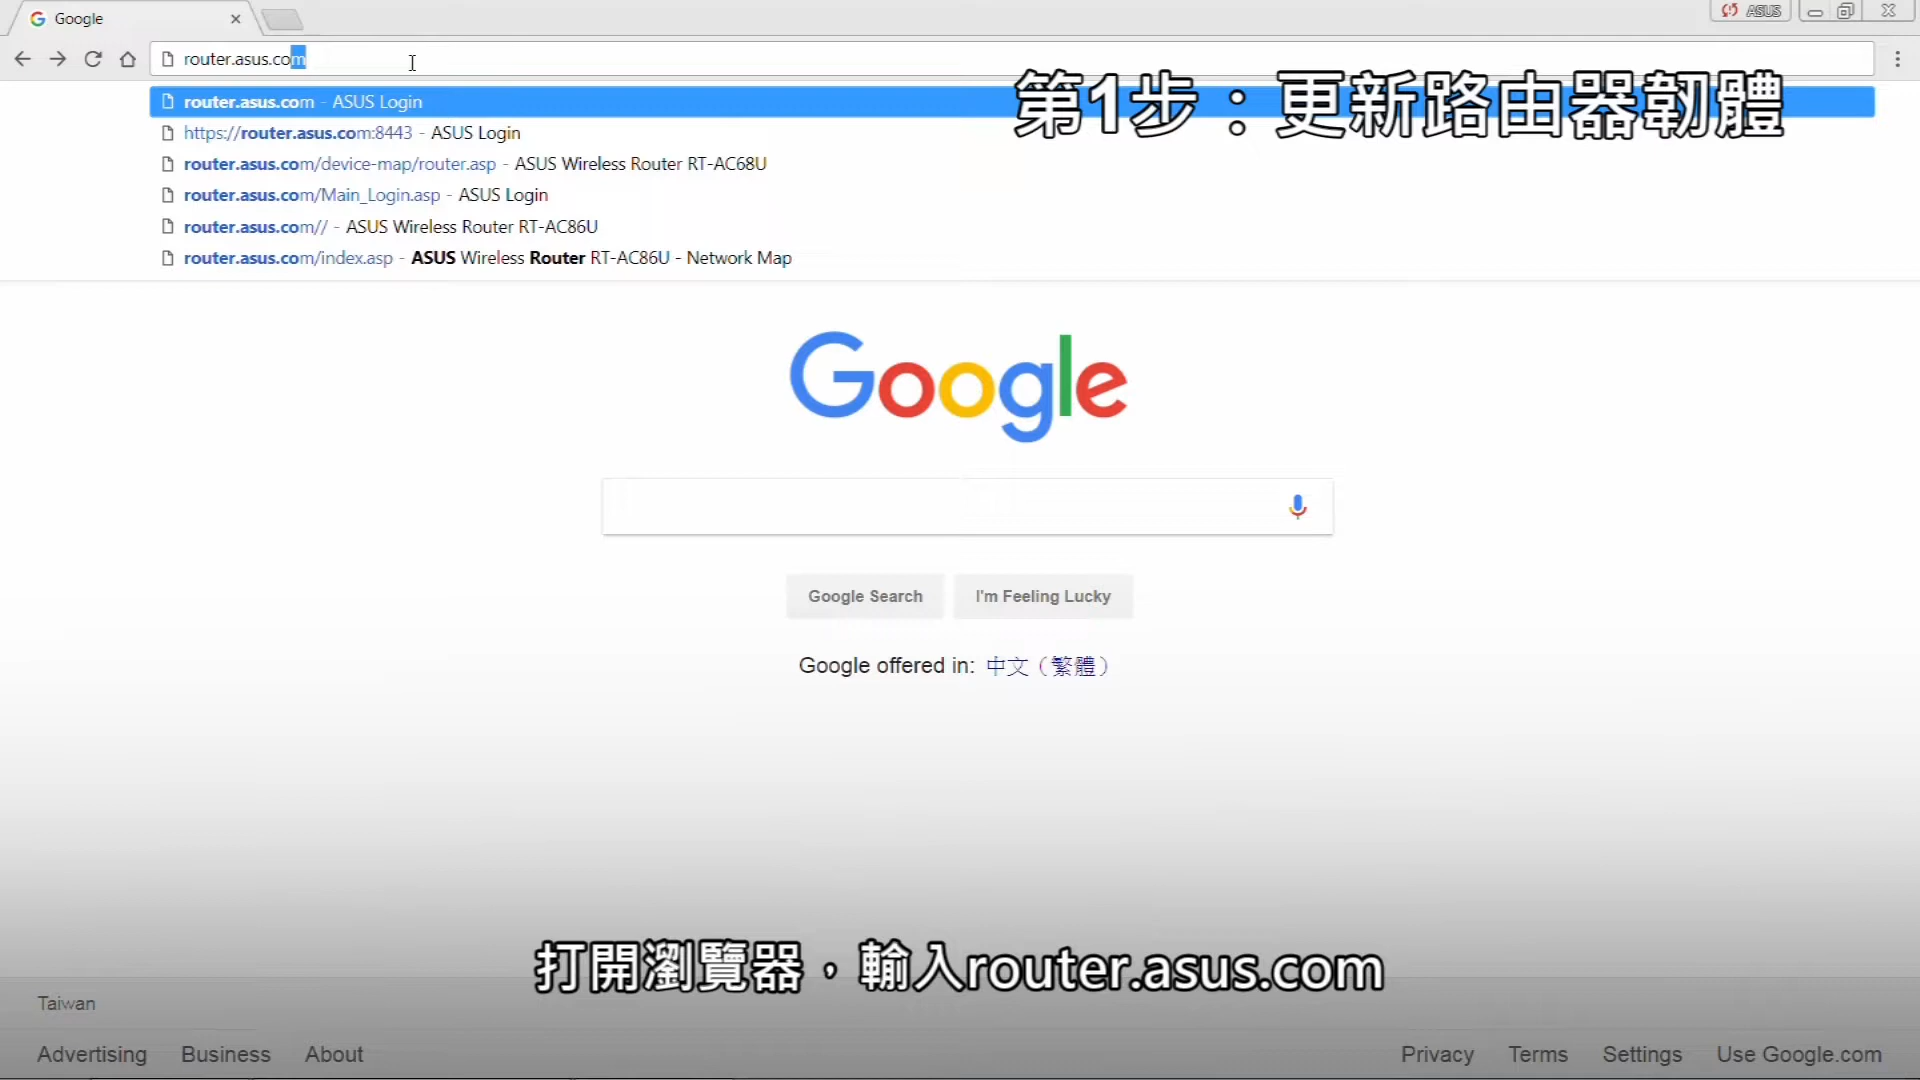 Google
ASUS
router.asus.com
第1步：更新路由器韌體
router.asus.com - ASUS Login
https://router.asus.com:8443 - ASUS Login
router.asus.com/device-map/router.asp - ASUS Wireless Router RT-AC68U
router.asus.com/Main_Login.asp - ASUS Login
router.asus.com// - ASUS Wireless Router RT-AC86U
router.asus.com/index.asp - ASUS Wireless Router RT-AC86U - Network Map
Google
Google Search I'm Feeling Lucky
Google offered in: 中文（繁體）
打開瀏覽器，輸入router.asus.com
Taiwan
Advertising Business About Privacy Terms Settings Use Google.com